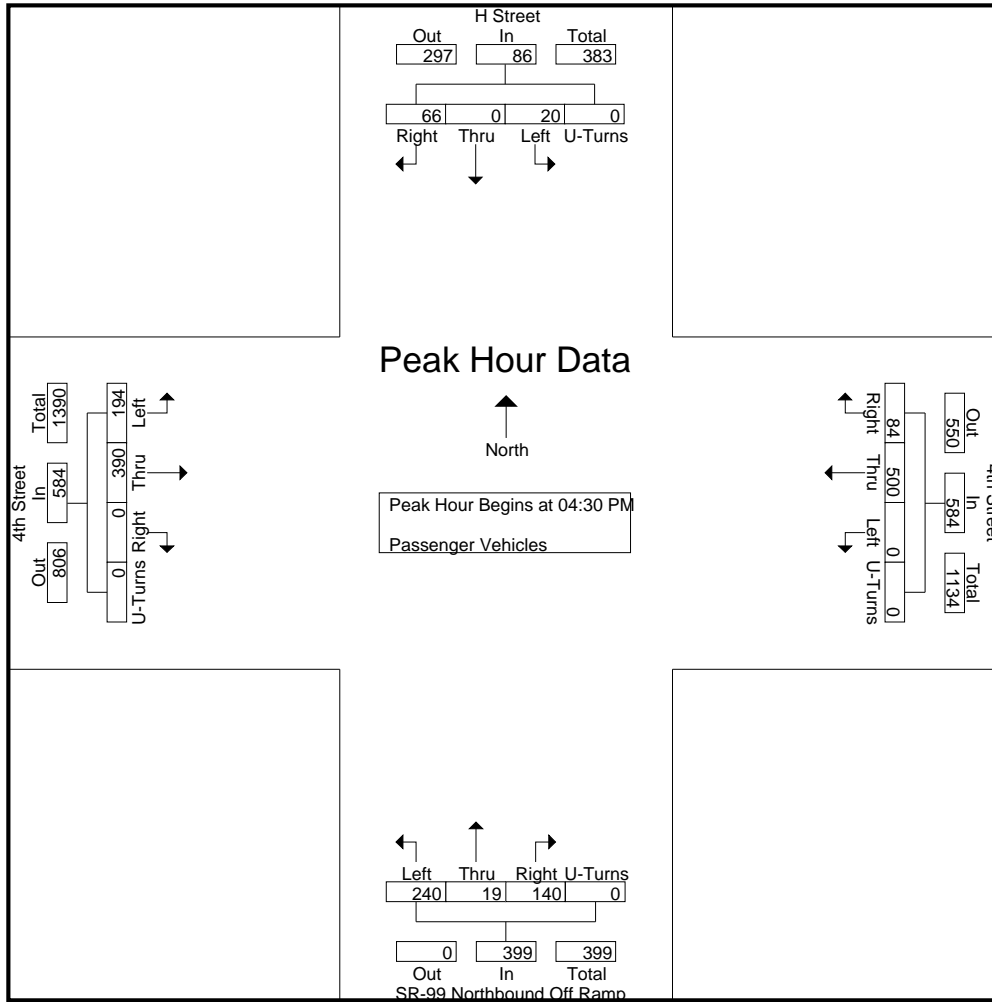 H Street
Out In Total
297 86 383
66 0 20 0
Right Thru Left U-Turns
Peak Hour Data
North
Peak Hour Begins at 04:30 PM
Passenger Vehicles
4th Street
Total In Out
1390 584 806
194 390 0 0
Left Thru Right U-Turns
Right Thru Left U-Turns
84 500 0 0
Out In Total
550 584 1134
4th Street
Left Thru Right U-Turns
240 19 140 0
0 399 399
Out In Total
SR-99 Northbound Off Ramp